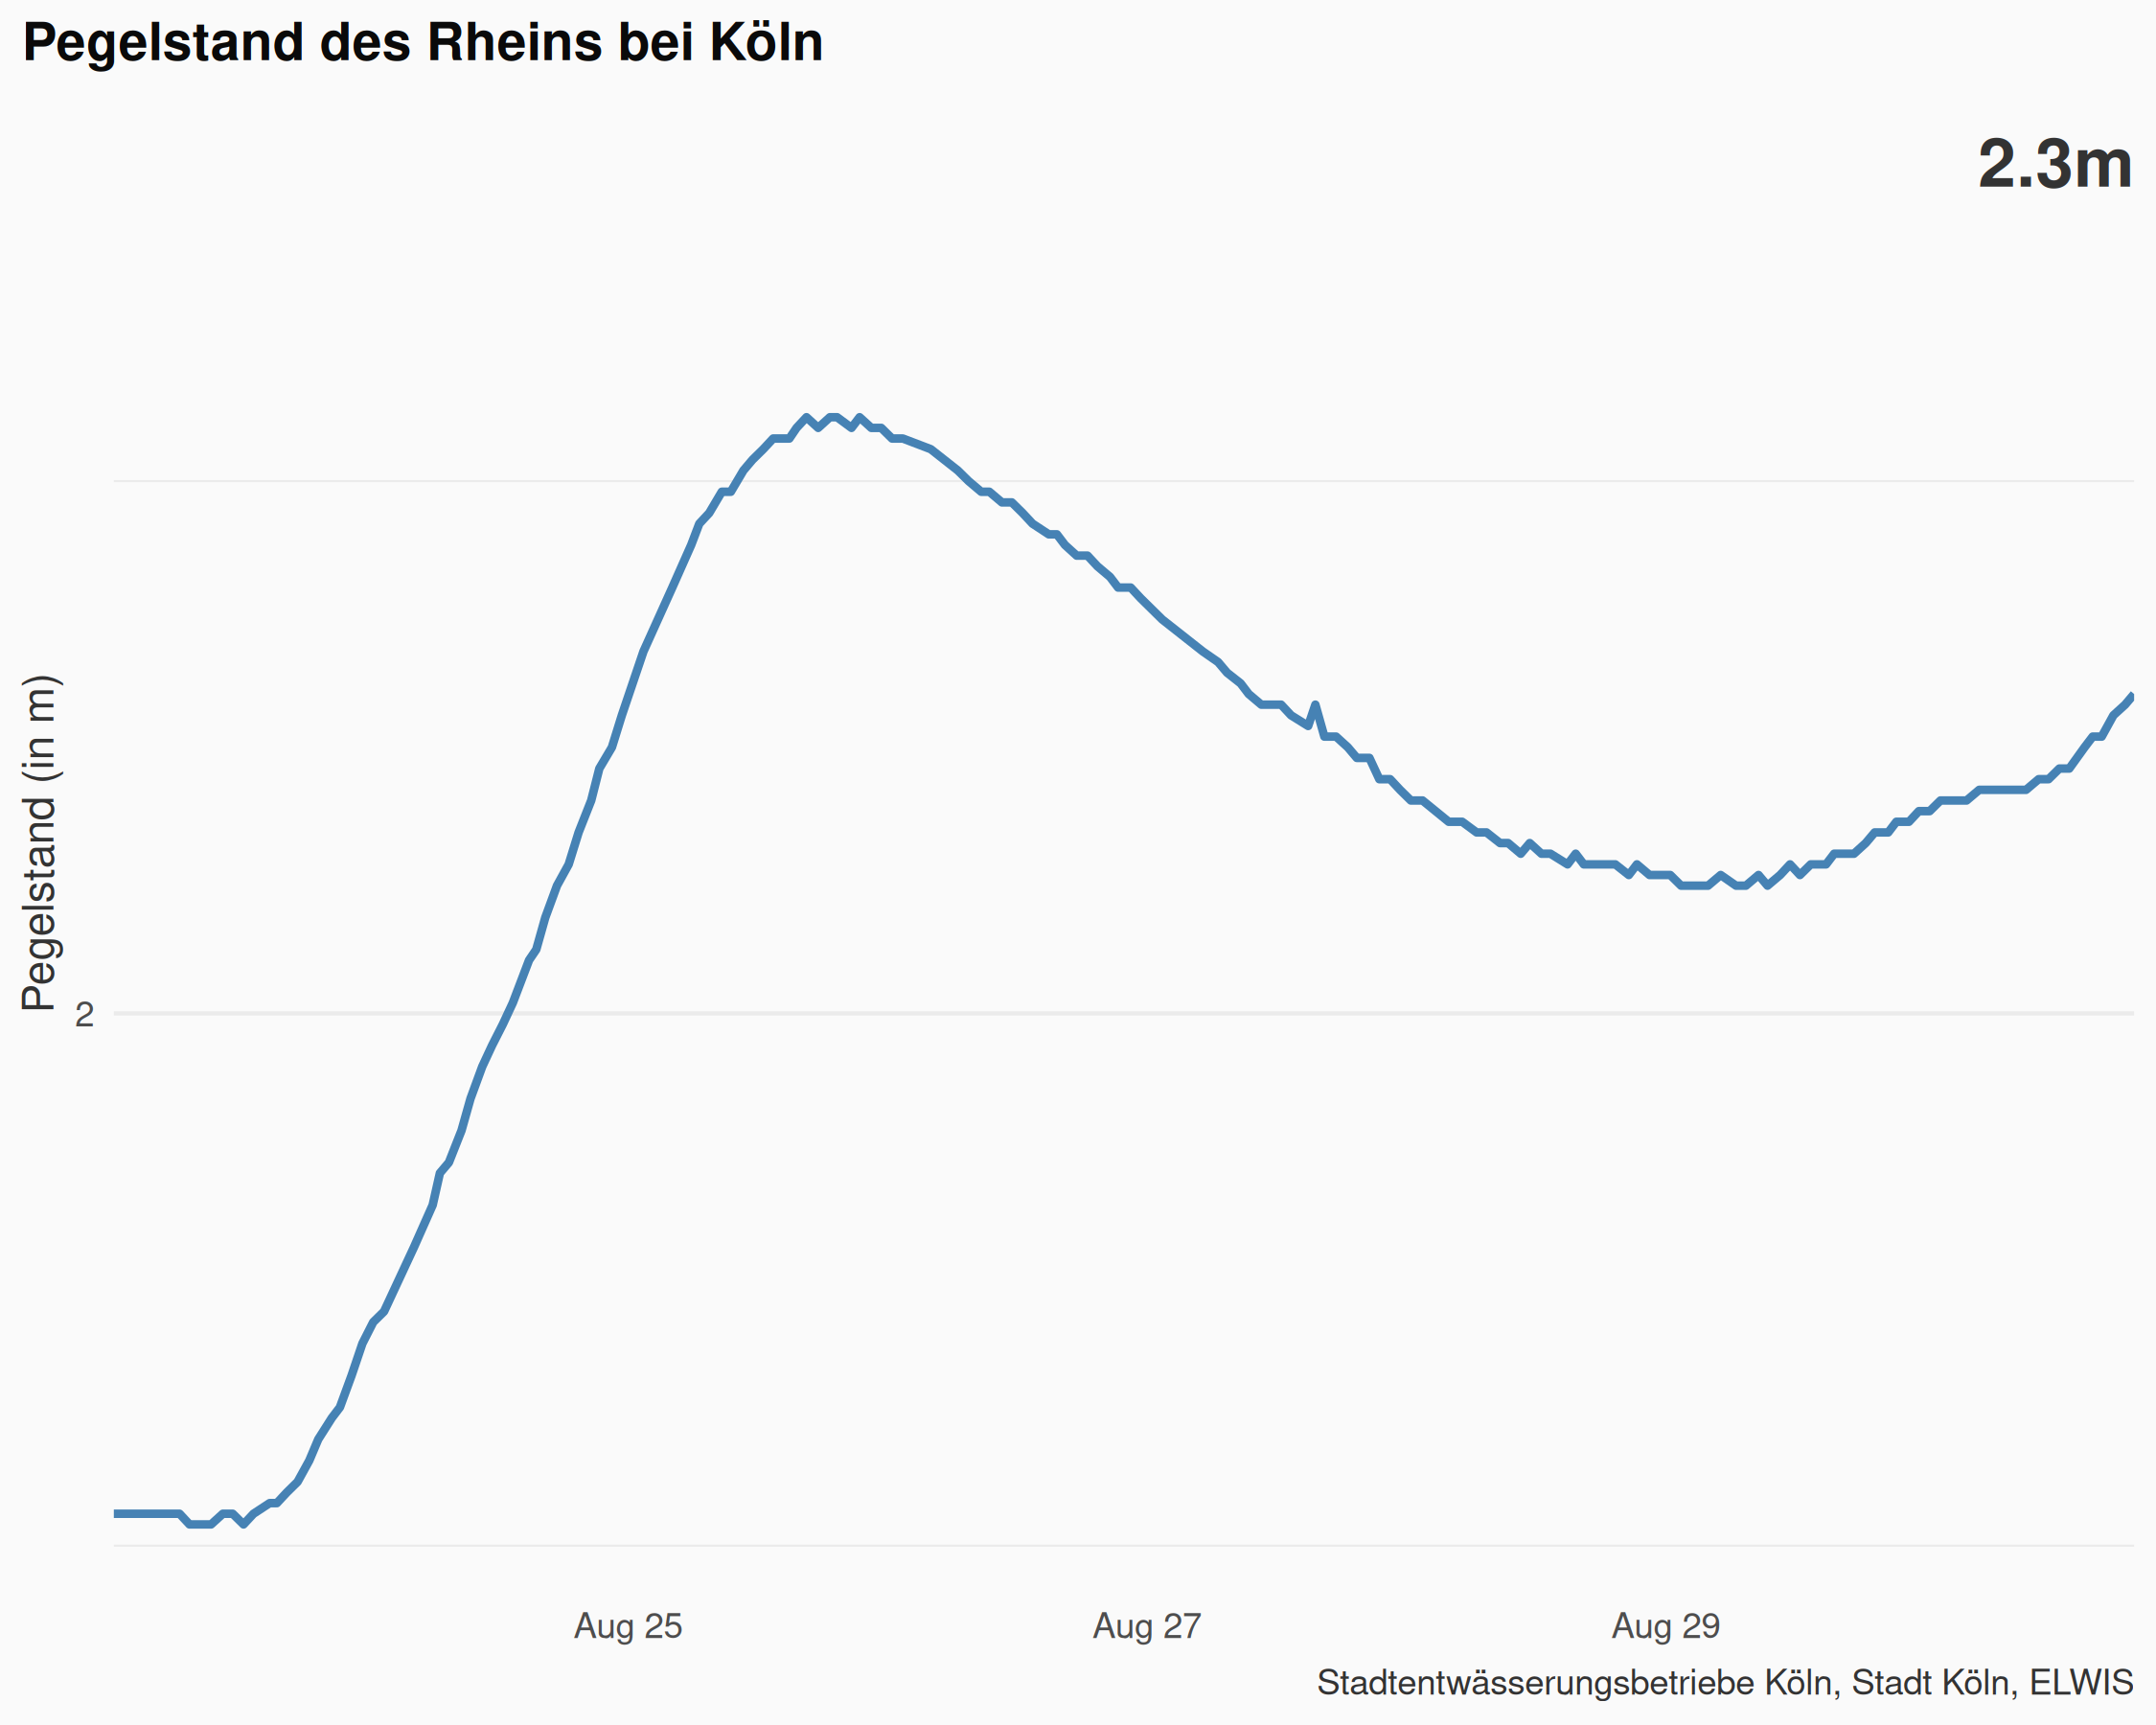 Pegelstand des Rheins bei Köln
2.3m
Pegelstand (in m)
2
Aug 25
Aug 27
Aug 29
Stadtentwässerungsbetriebe Köln, Stadt Köln, ELWIS